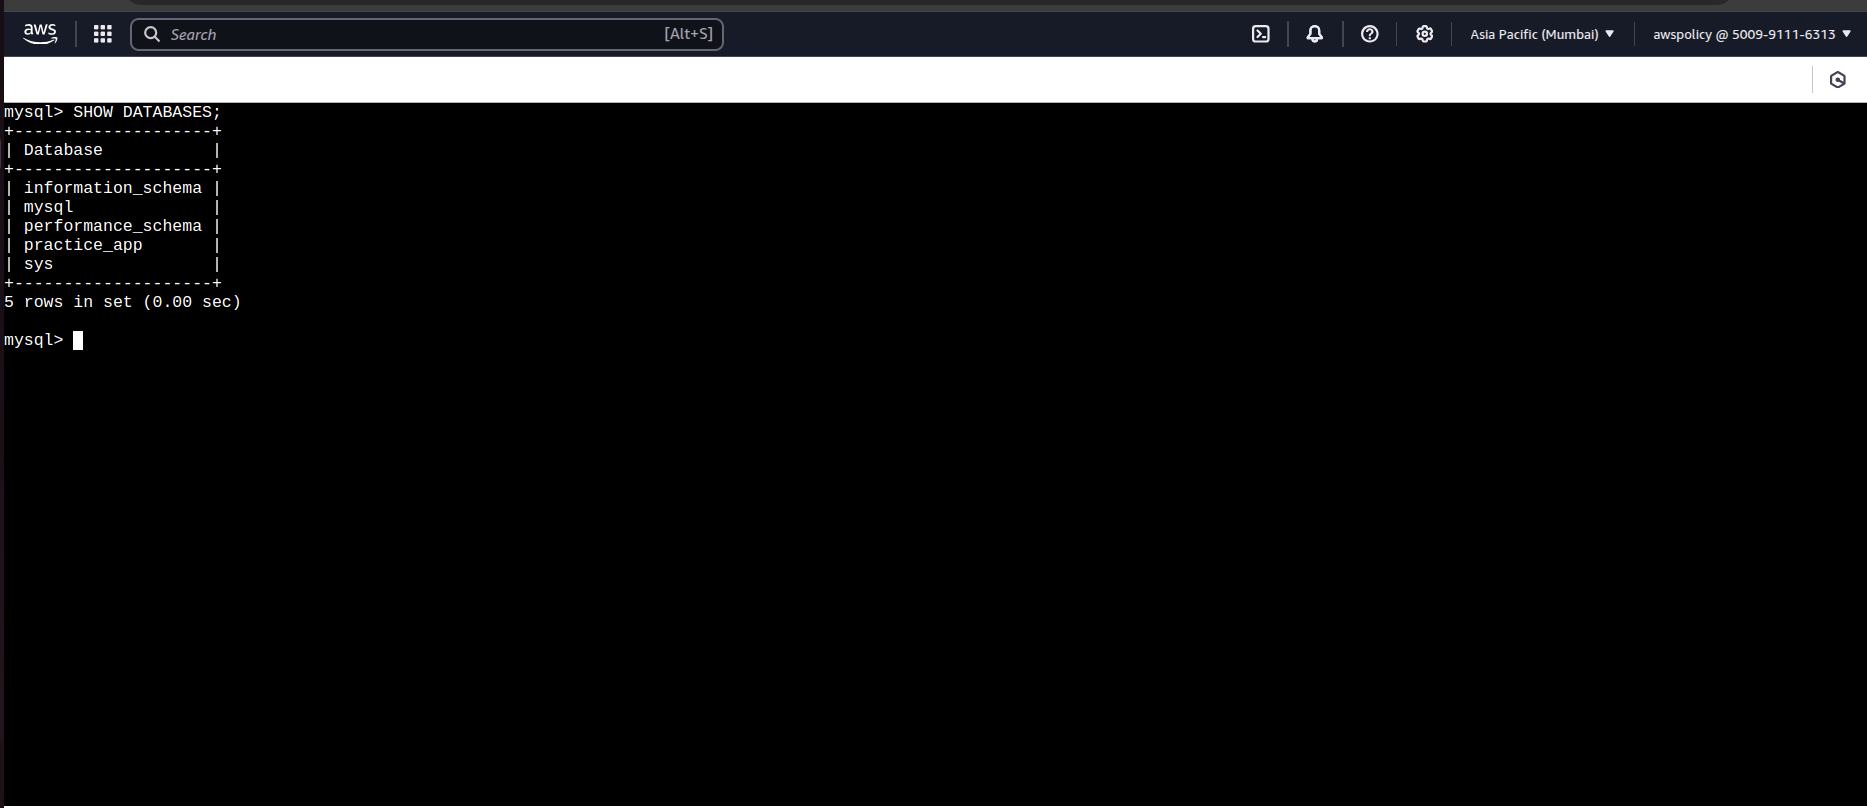 aws
Search [Alt+S]
Asia Pacific (Mumbai) ▼
awspolicy @ 5009-9111-6313 ▼
mysql> SHOW DATABASES;
+--------------------+
| Database           |
+--------------------+
| information_schema |
| mysql              |
| performance_schema |
| practice_app       |
| sys                |
+--------------------+
5 rows in set (0.00 sec)
mysql>